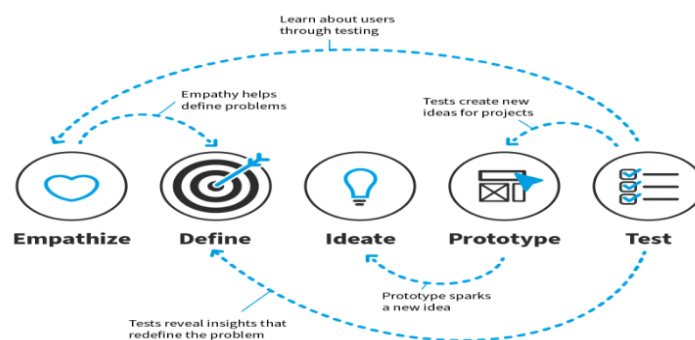 Learn about users
through testing
Empathy helps
define problems
Tests create new
ideas for projects
Empathize
Define
Ideate
Prototype
Test
Prototype sparks
a new idea
Tests reveal insights that
redefine the problem